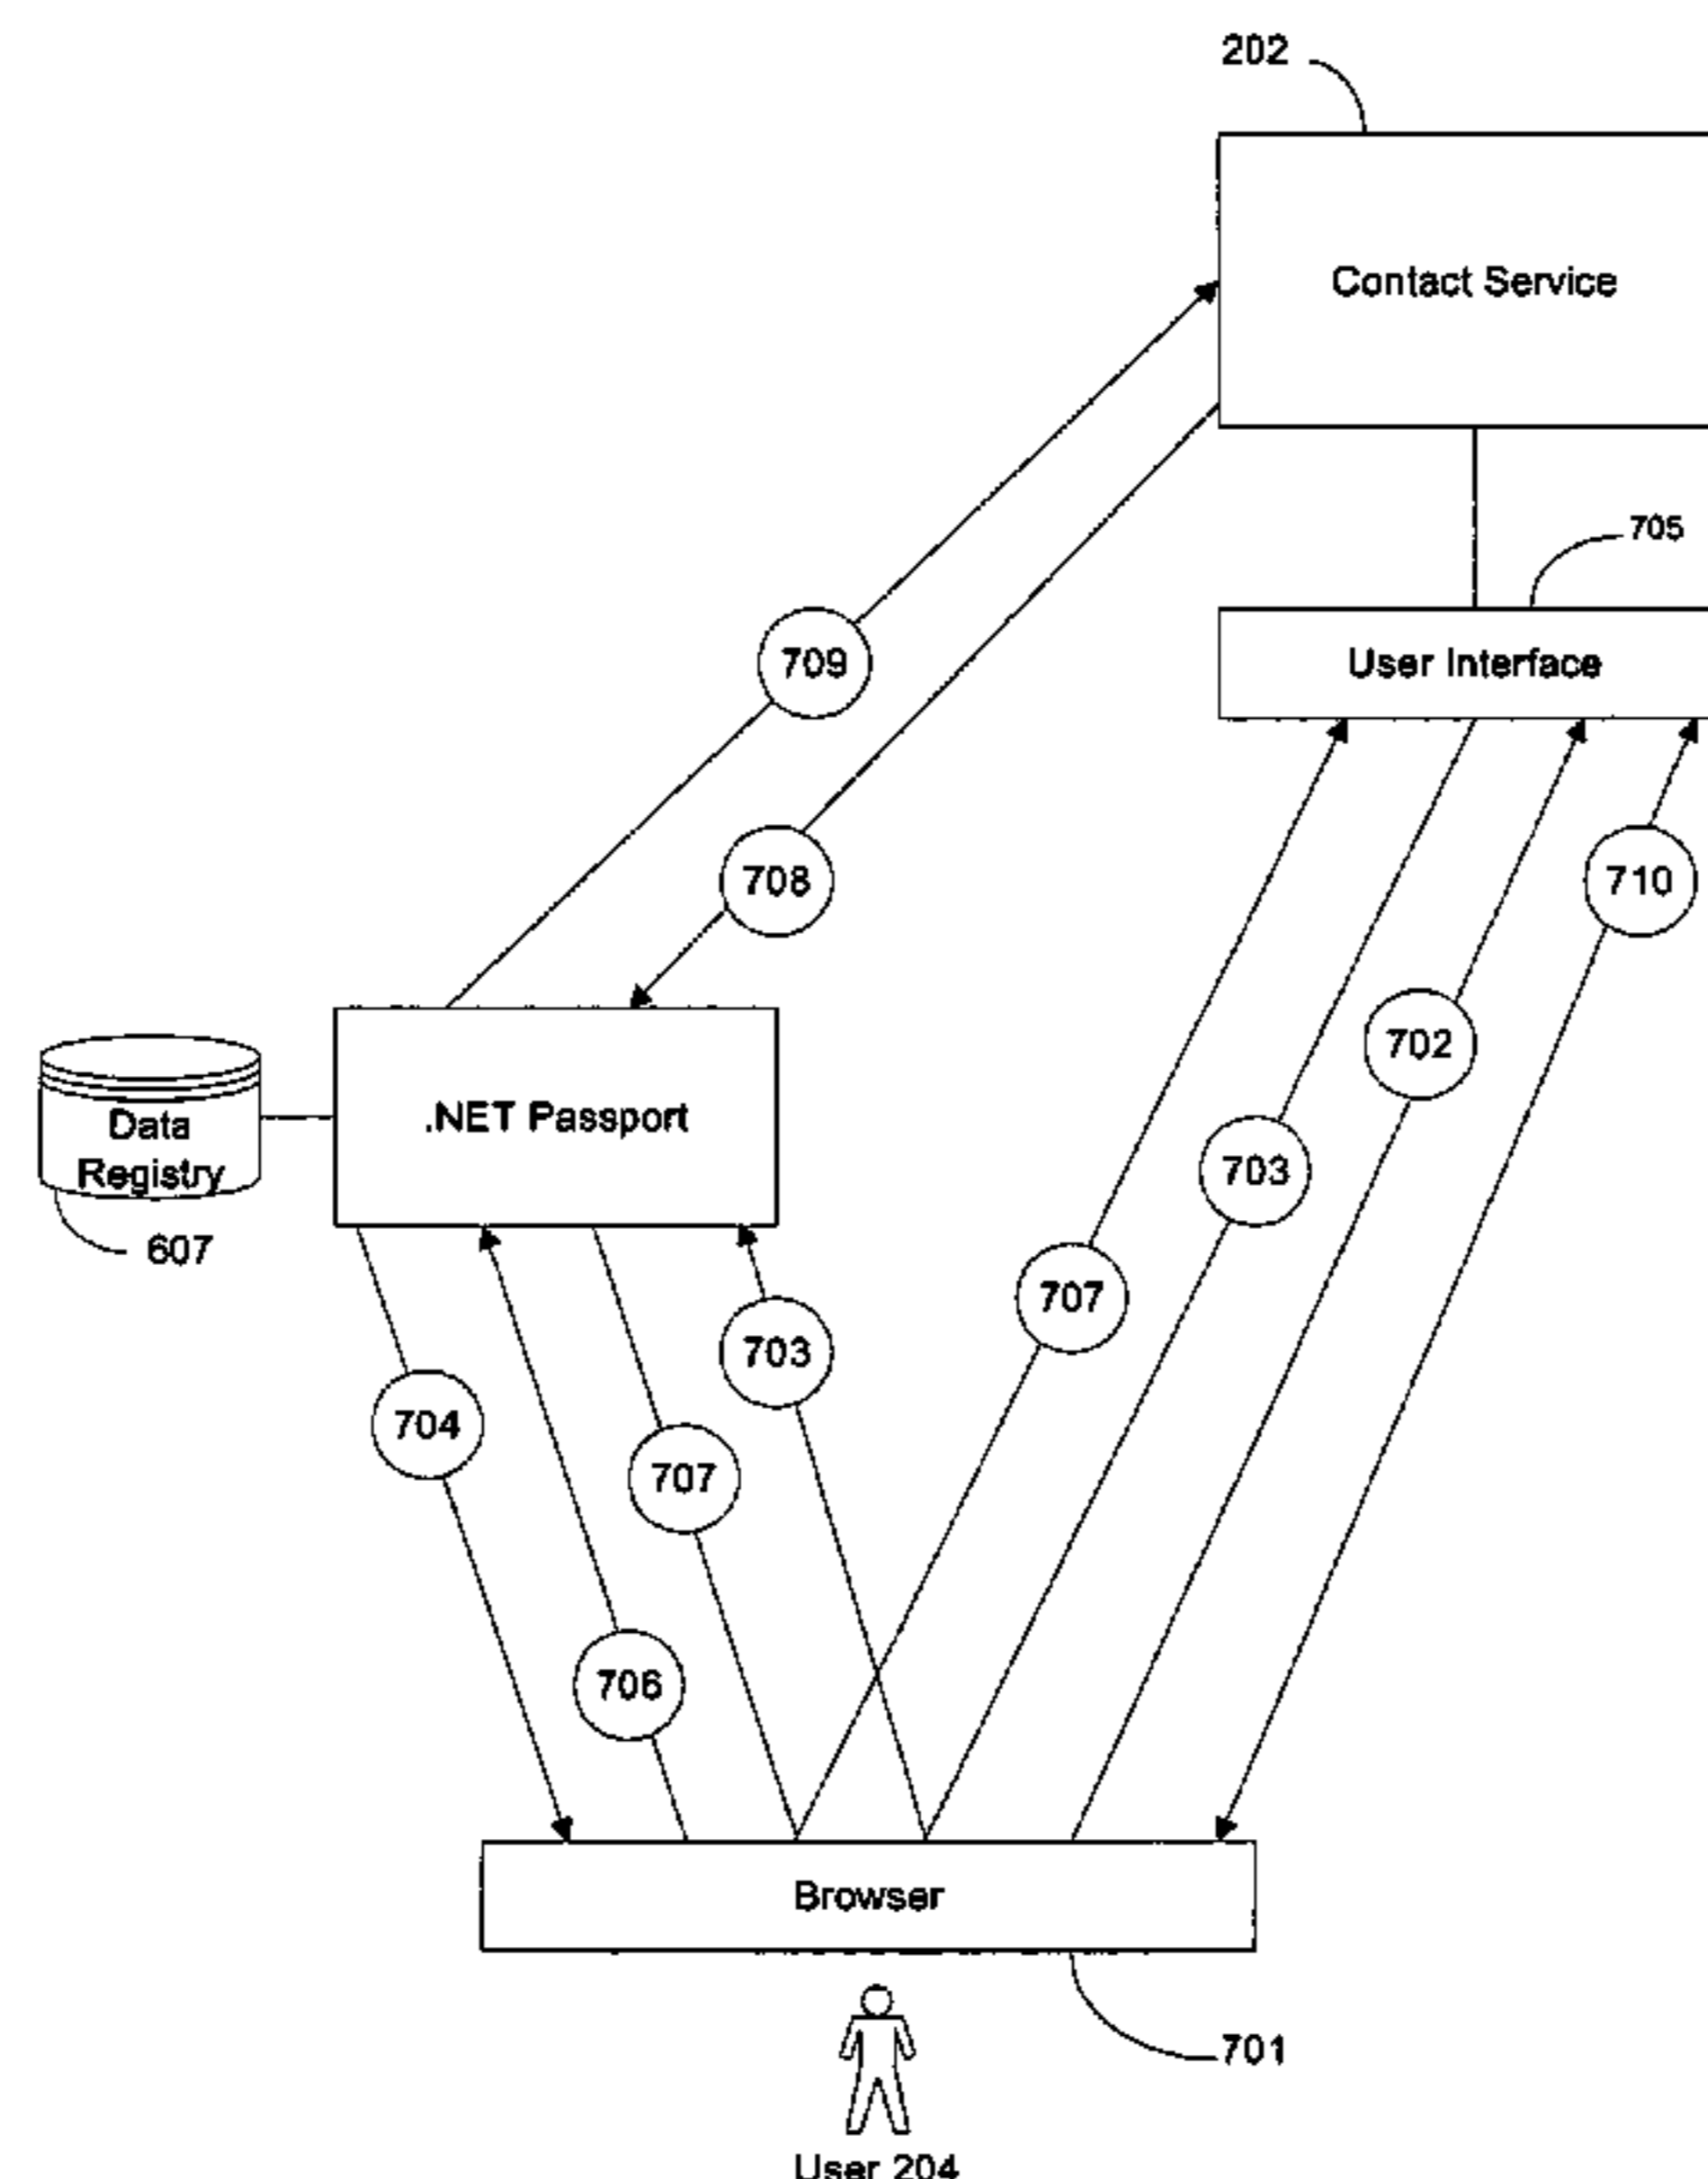 202
Contact Service
705
User Interface
709
708
710
702
.NET Passport
Data
Registry
703
607
707
703
704
707
706
Browser
701
User 204